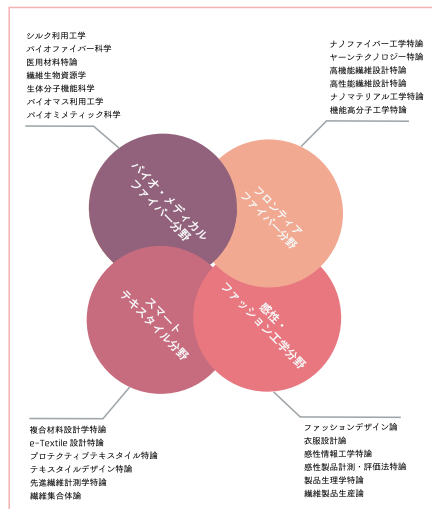 シルク利用工学
バイオファイバー科学
医用材料特論
繊維生物資源学
生体分子機能科学
バイオマス利用工学
バイオミメティック科学
ナノファイバー工学特論
ヤーンテクノロジー特論
高機能繊維設計特論
高性能繊維設計特論
ナノマテリアル工学特論
機能高分子工学特論
バイオ・メディカル
ファイバー分野
フロンティア
ファイバー分野
スマート
テキスタイル分野
感性・
ファッション工学分野
複合材料設計学特論
e-Textile 設計特論
プロテクティブテキスタイル特論
テキスタイルデザイン特論
先進繊維計測学特論
繊維集合体論
ファッションデザイン論
衣服設計論
感性情報工学特論
感性製品計測・評価法特論
製品生理学特論
繊維製品生産論